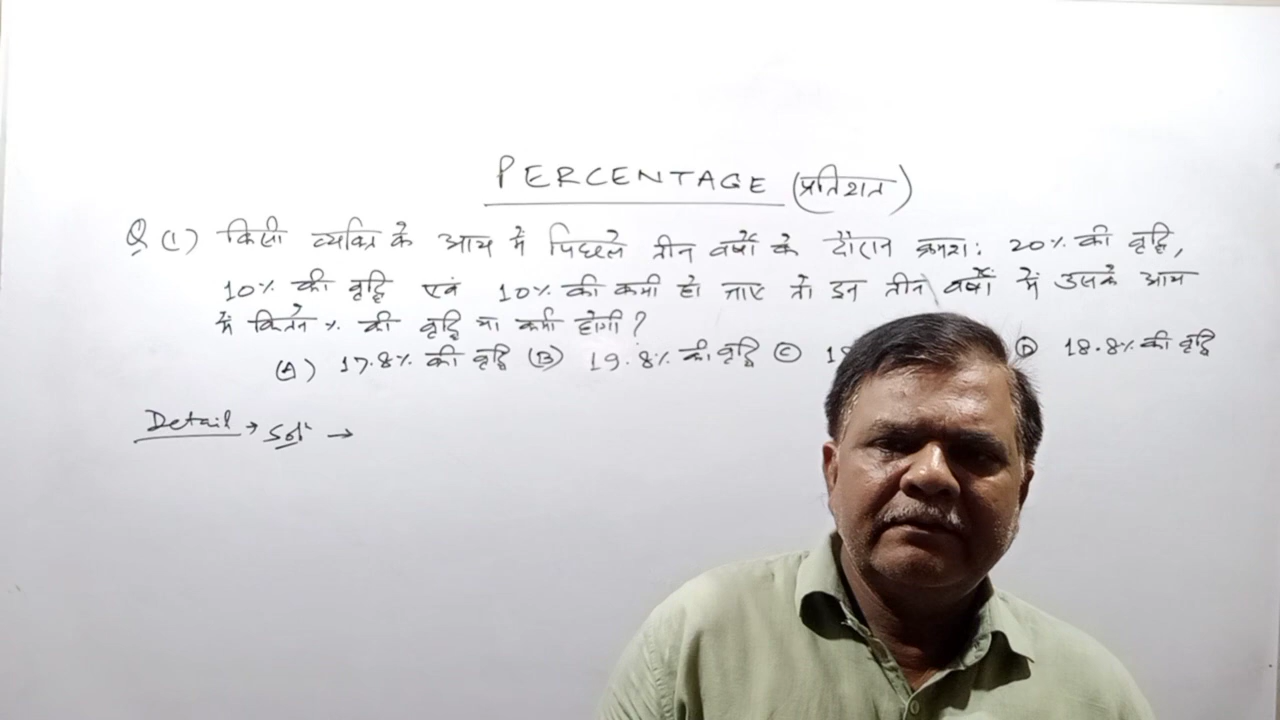 PERCENTAGE (प्रतिशत)
Q (1) किसी व्यक्ति के आय में पिछले तीन वर्षों के दौरान क्रमश: 20% की वृद्धि,
10% की वृद्धि एवं 10% की कमी हो जाए तो इन तीन वर्षों में उसके आय
में कितने % की वृद्धि या कमी होगी ?
(A) 17.8% की वृद्धि (B) 19.8% की वृद्धि (C) D 18.8% की वृद्धि
Detail → Sol. →